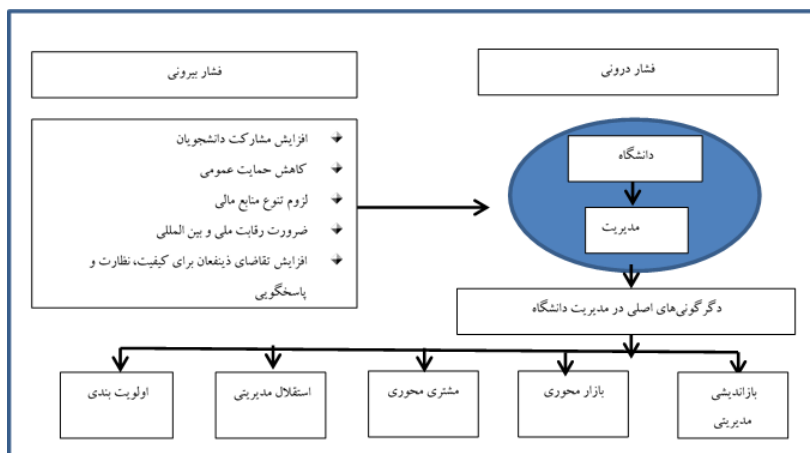 فشار درونی
فشار بیرونی
افزایش مشارکت دانشجویان
کاهش حمایت عمومی
لزوم تنوع منابع مالی
ضرورت رقابت ملی و بین المللی
افزایش تقاضای ذینفعان برای کیفیت، نظارت و
پاسخگویی
دانشگاه
مدیریت
دگرگونی‌های اصلی در مدیریت دانشگاه
بازاندیشی
مدیریتی
بازار محوری
مشتری محوری
استقلال مدیریتی
اولویت بندی